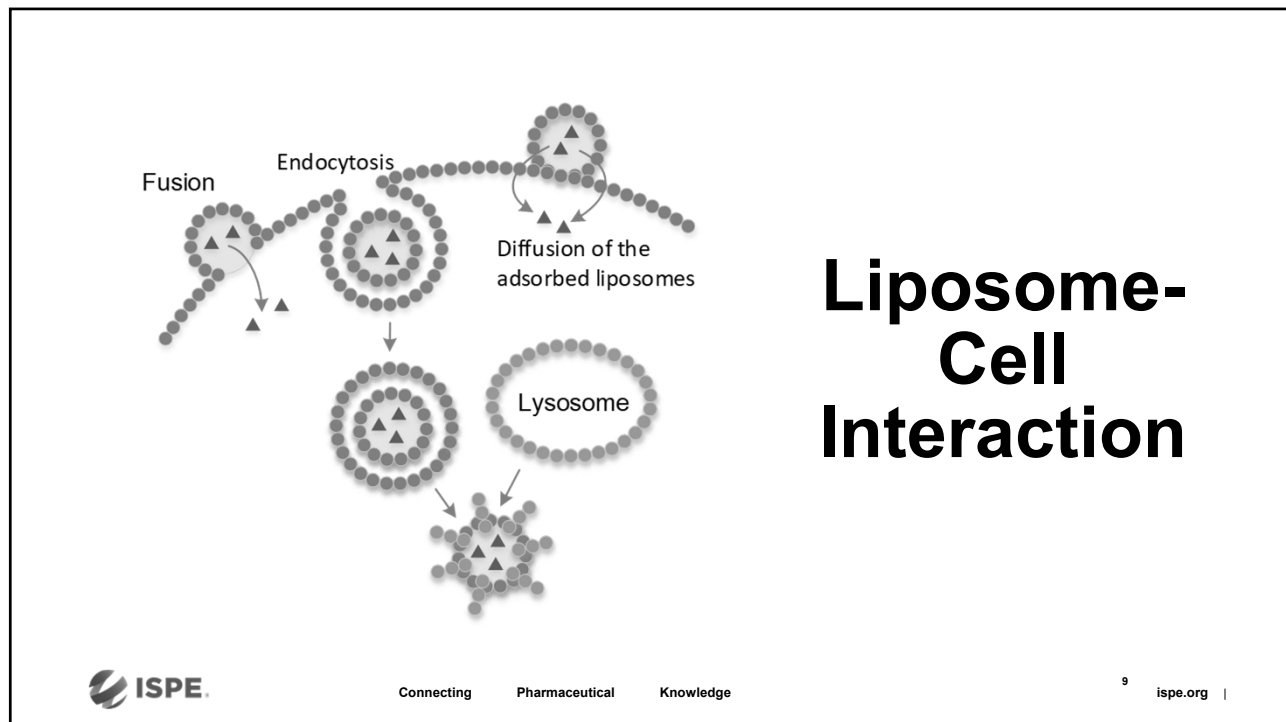 Fusion
Endocytosis
Diffusion of the
adsorbed liposomes
Lysosome
Liposome-
Cell
Interaction
ISPE.
Connecting Pharmaceutical Knowledge
9
ispe.org |